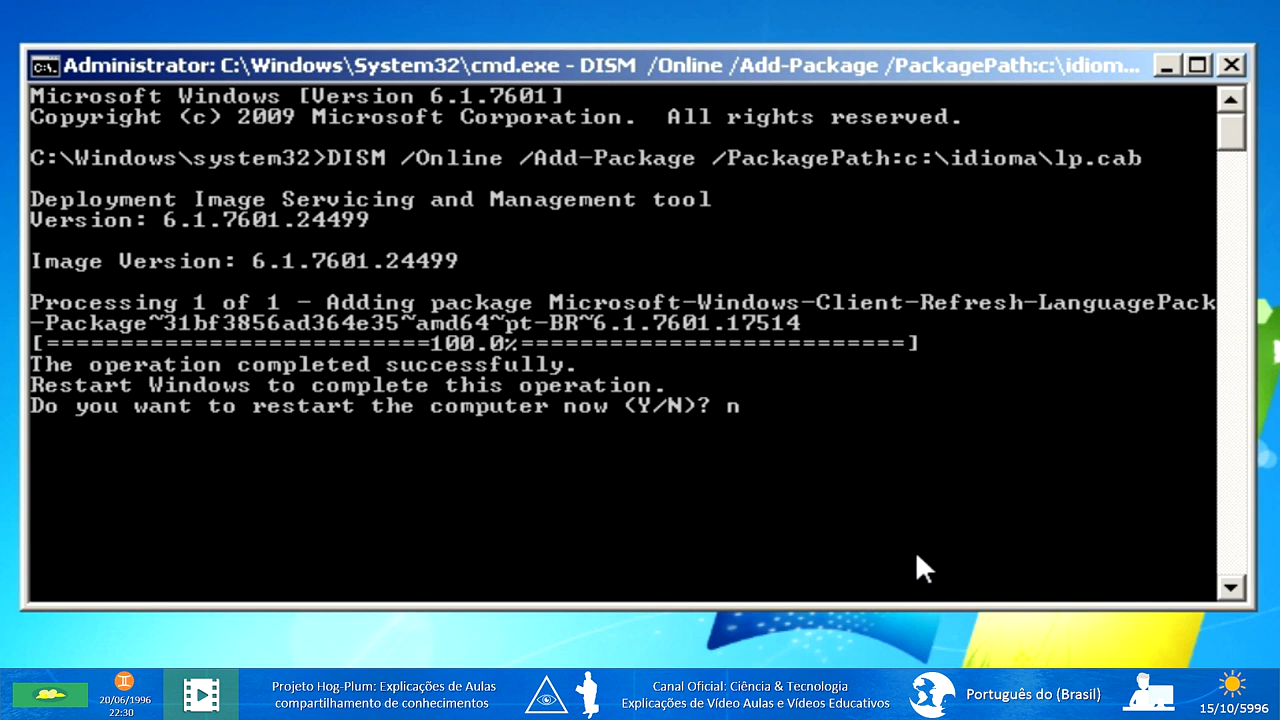 Administrator: C:\Windows\System32\cmd.exe - DISM /Online /Add-Package /PackagePath:c:\idiom...
Microsoft Windows [Version 6.1.7601]
Copyright (c) 2009 Microsoft Corporation.  All rights reserved.
C:\Windows\system32>DISM /Online /Add-Package /PackagePath:c:\idioma\lp.cab
Deployment Image Servicing and Management tool
Version: 6.1.7601.24499
Image Version: 6.1.7601.24499
Processing 1 of 1 - Adding package Microsoft-Windows-Client-Refresh-LanguagePack
-Package~31bf3856ad364e35~amd64~pt-BR~6.1.7601.17514
[==========================100.0%==========================]
The operation completed successfully.
Restart Windows to complete this operation.
Do you want to restart the computer now (Y/N)? n
20/06/1996
22:30
Projeto Hog-Plum: Explicações de Aulas
compartilhamento de conhecimentos
Canal Oficial: Ciência & Tecnologia
Explicações de Vídeo Aulas e Vídeos Educativos
Português do (Brasil)
15/10/5996